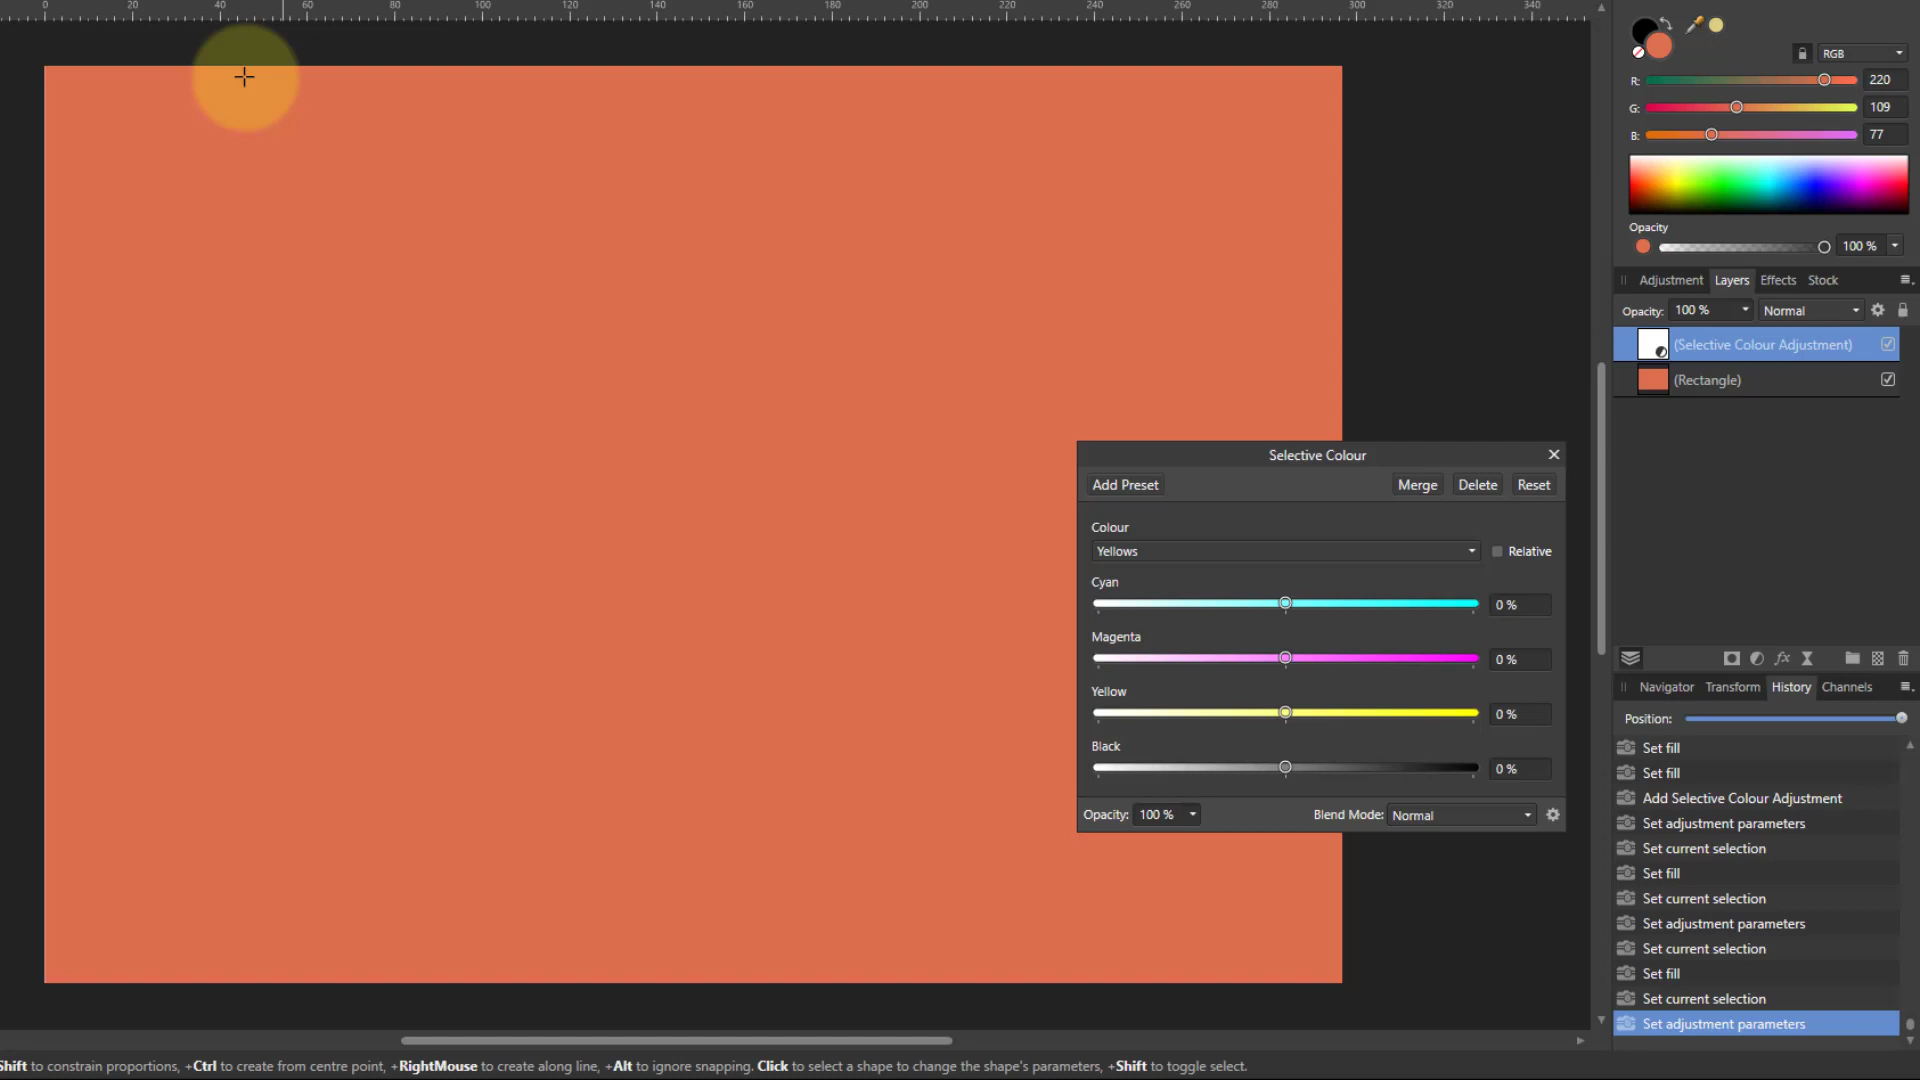 0 20 40 60 80 100 120 140 160 180 200 220 240 260 280 300 320 340
RGB
R: 220
G: 109
B: 77
Opacity
100 %
Adjustment Layers Effects Stock
Opacity: 100 % Normal
(Selective Colour Adjustment)
(Rectangle)
Selective Colour
Add Preset Merge Delete Reset
Colour
Yellows Relative
Cyan
0 %
Magenta
0 %
Yellow
0 %
Black
0 %
Opacity: 100 % Blend Mode: Normal
fx
Navigator Transform History Channels
Position:
Set fill
Set fill
Add Selective Colour Adjustment
Set adjustment parameters
Set current selection
Set fill
Set current selection
Set adjustment parameters
Set current selection
Set fill
Set current selection
Set adjustment parameters
Shift to constrain proportions, +Ctrl to create from centre point, +RightMouse to create along line, +Alt to ignore snapping. Click to select a shape to change the shape's parameters, +Shift to toggle select.